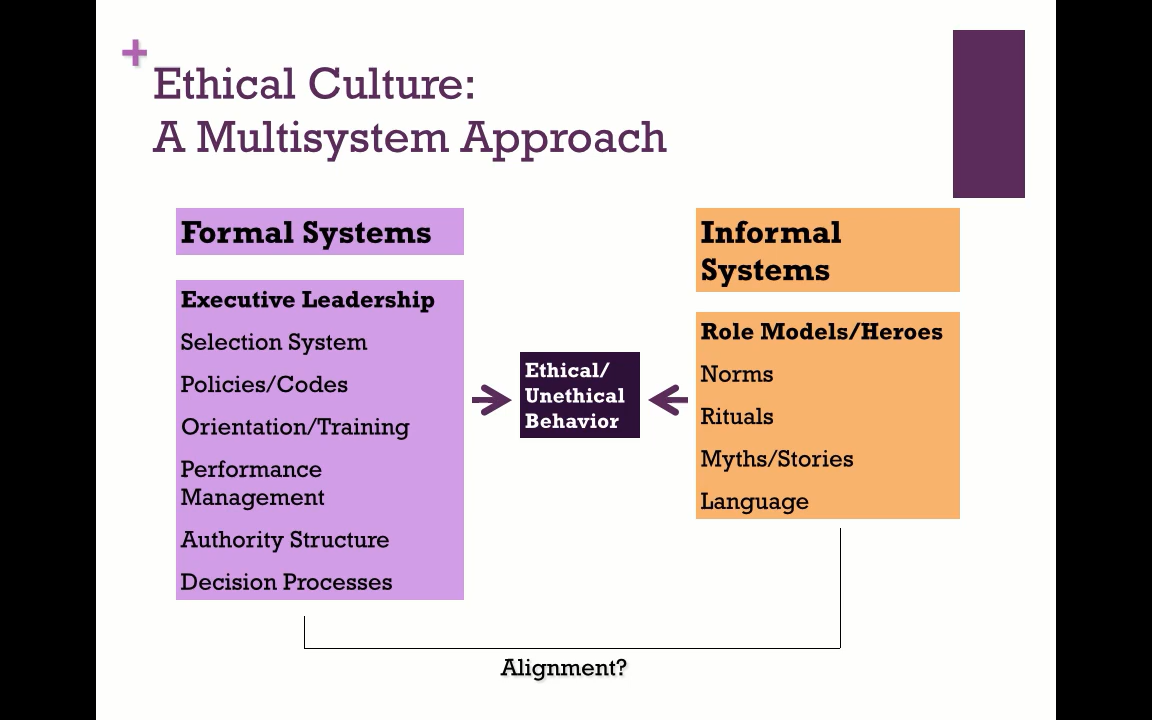 +
Ethical Culture:
A Multisystem Approach
Formal Systems
Executive Leadership
Selection System
Policies/Codes
Orientation/Training
Performance
Management
Authority Structure
Decision Processes
Ethical/
Unethical
Behavior
Informal
Systems
Role Models/Heroes
Norms
Rituals
Myths/Stories
Language
Alignment?